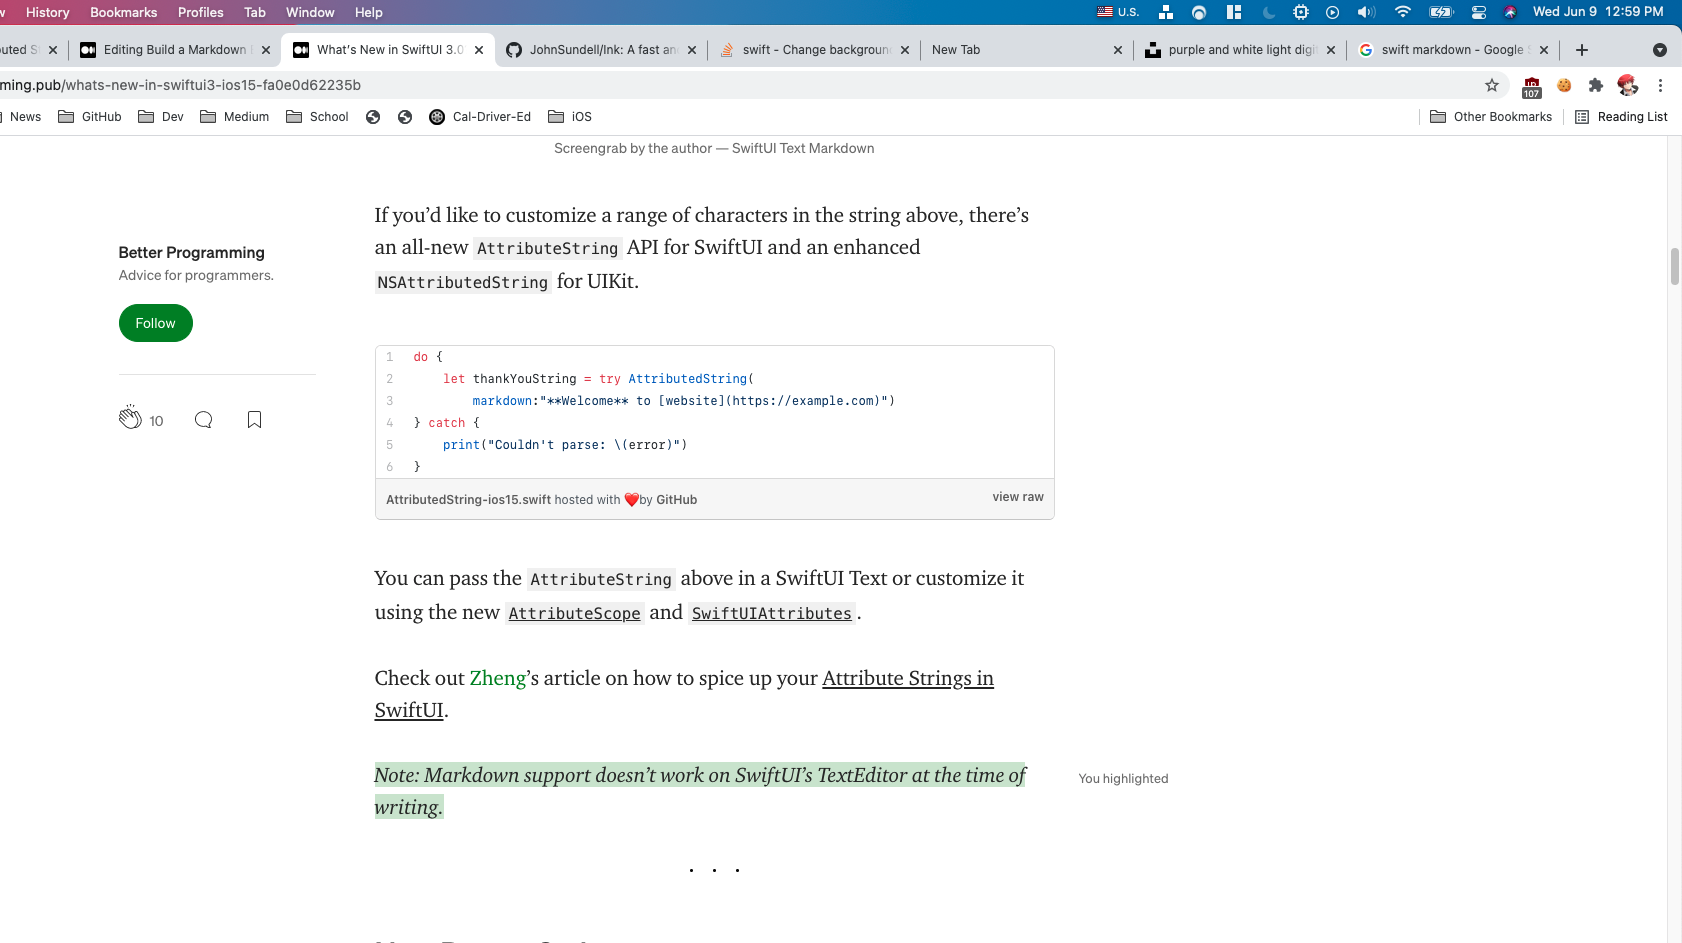 History Bookmarks Profiles Tab Window Help U.S. Wed Jun 9 12:59 PM
Editing Build a Markdown What's New in SwiftUI 3.0 JohnSundell/Ink: A fast an swift - Change background New Tab purple and white light digi swift markdown - Google
ming.pub/whats-new-in-swiftui3-ios15-fa0e0d62235b
107
News GitHub Dev Medium School Cal-Driver-Ed iOS Other Bookmarks Reading List
Screengrab by the author — SwiftUI Text Markdown
If you’d like to customize a range of characters in the string above, there’s
an all-new AttributeString API for SwiftUI and an enhanced
NSAttributedString for UIKit.
Better Programming
Advice for programmers.
Follow
10
1 do {
2 let thankYouString = try AttributedString(
3 markdown:"**Welcome** to [website](https://example.com)")
4 } catch {
5 print("Couldn't parse: \(error)")
6 }
AttributedString-ios15.swift hosted with ❤ by GitHub view raw
You can pass the AttributeString above in a SwiftUI Text or customize it
using the new AttributeScope and SwiftUIAttributes.
Check out Zheng’s article on how to spice up your Attribute Strings in
SwiftUI.
Note: Markdown support doesn’t work on SwiftUI’s TextEditor at the time of
writing.
You highlighted
. . .